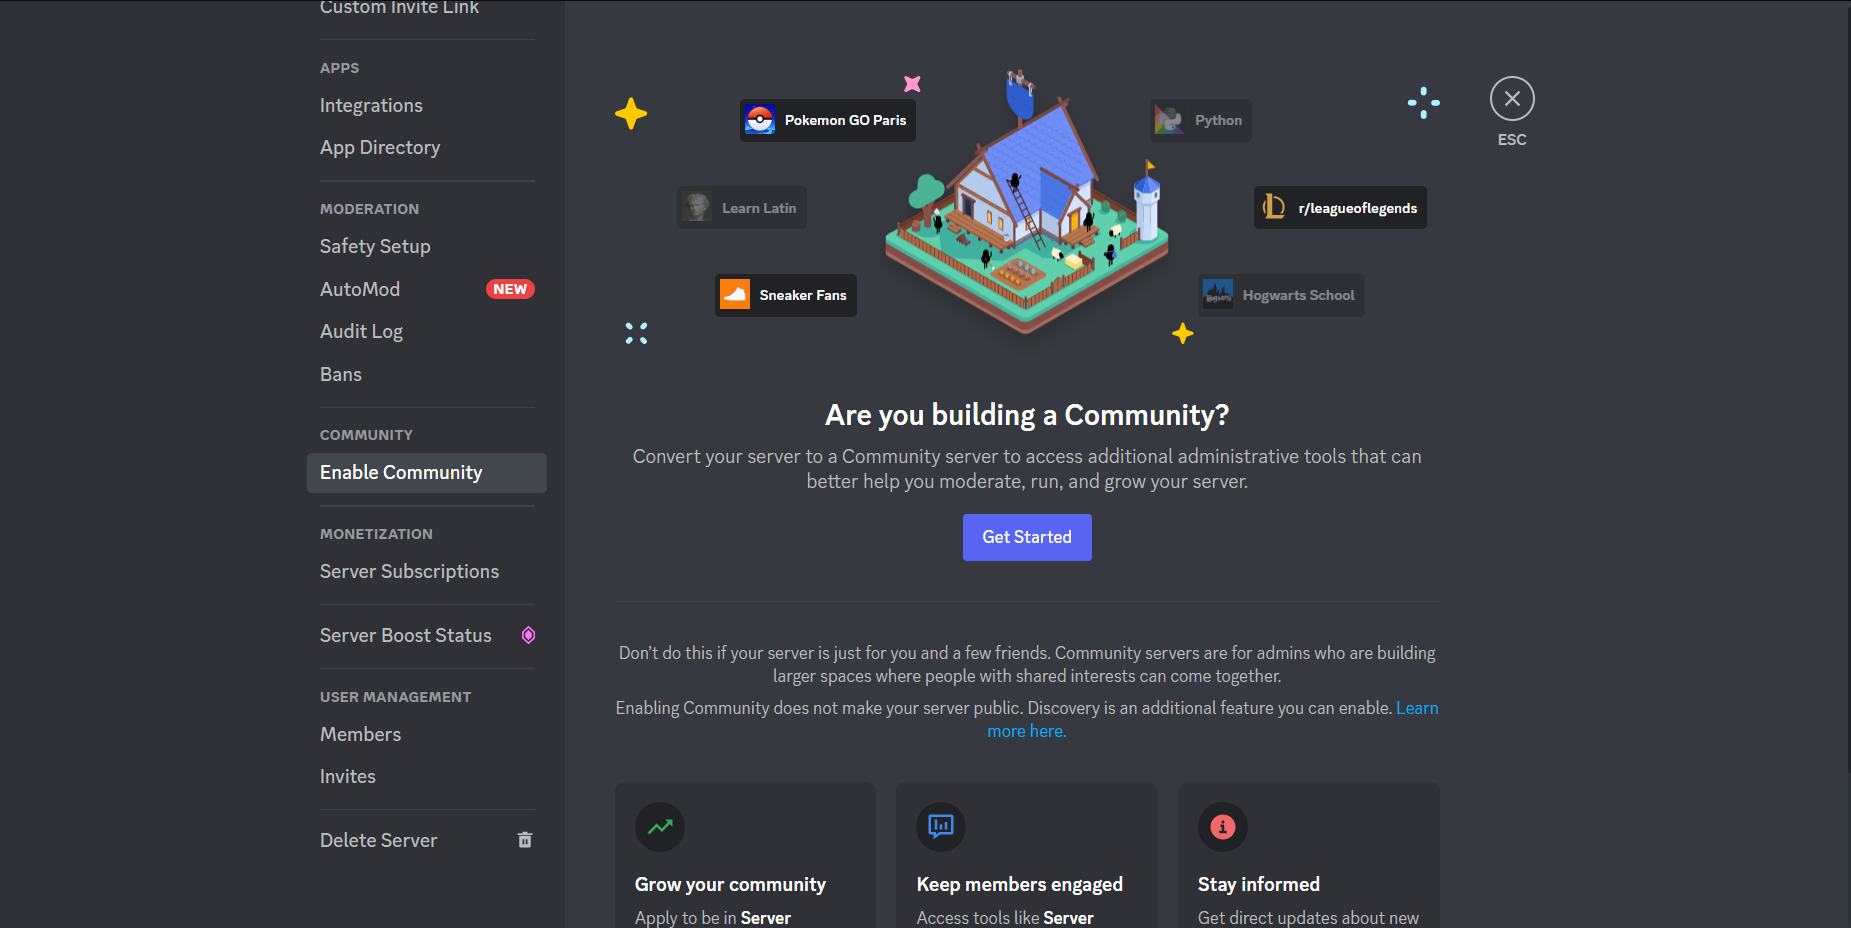 Custom Invite Link
APPS
Integrations
App Directory
MODERATION
Safety Setup
AutoMod NEW
Audit Log
Bans
COMMUNITY
Enable Community
MONETIZATION
Server Subscriptions
Server Boost Status
USER MANAGEMENT
Members
Invites
Delete Server
Pokemon GO Paris
Python
Learn Latin
r/leagueoflegends
Sneaker Fans
Hogwarts School
ESC
Are you building a Community?
Convert your server to a Community server to access additional administrative tools that can
better help you moderate, run, and grow your server.
Get Started
Don't do this if your server is just for you and a few friends. Community servers are for admins who are building
larger spaces where people with shared interests can come together.
Enabling Community does not make your server public. Discovery is an additional feature you can enable. Learn
more here.
Grow your community
Apply to be in Server
Keep members engaged
Access tools like Server
Stay informed
Get direct updates about new